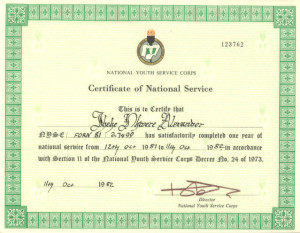 123762
NATIONAL YOUTH SERVICE CORPS
Certificate of National Service
This is to Certify that
has satisfactorily completed one year of
national service from 12th Oct 1981 to 11th Oct 1982 in accordance
with Section 11 of the National Youth Service Corps Decree No. 24 of 1973.
11th Oct 1982
Director
National Youth Service Corps